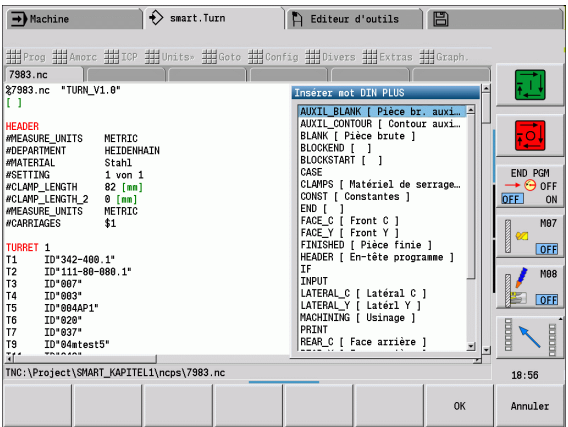 Machine
smart.Turn
Editeur d'outils
Prog Amorc ICP Units Goto Config Divers Extras Graph.
7983.nc
%7983.nc "TURN_V1.0"
[ ]
HEADER
#MEASURE_UNITS METRIC
#DEPARTMENT HEIDENHAIN
#MATERIAL Stahl
#SETTING 1 von 1
#CLAMP_LENGTH 82 [mm]
#CLAMP_LENGTH_2 0 [mm]
#MEASURE_UNITS METRIC
#CARRIAGES $1
TURRET 1
T1 ID"342-400.1"
T2 ID"111-80-080.1"
T3 ID"007"
T4 ID"003"
T5 ID"004AP1"
T6 ID"020"
T7 ID"037"
T9 ID"04mtest5"
Insérer mot DIN PLUS
AUXIL_BLANK [ Pièce br. auxi…
AUXIL_CONTOUR [ Contour auxi…
BLANK [ Pièce brute ]
BLOCKEND [ ]
BLOCKSTART [ ]
CASE
CLAMPS [ Matériel de serrage…
CONST [ Constantes ]
END [ ]
FACE_C [ Front C ]
FACE_Y [ Front Y ]
FINISHED [ Pièce finie ]
HEADER [ En-tête programme ]
IF
INPUT
LATERAL_C [ Latéral C ]
LATERAL_Y [ Latérl Y ]
MACHINING [ Usinage ]
PRINT
REAR_C [ Face arrière ]
END PGM
OFF
OFF ON
M07
OFF
M08
OFF
TNC:\Project\SMART_KAPITEL1\ncps\7983.nc
18:56
OK
Annuler